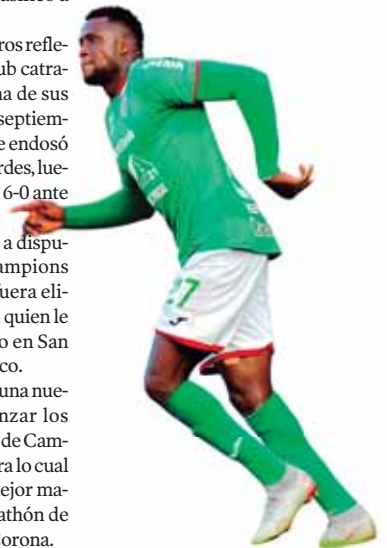 ros refle-
ub catra-
na de sus
septiem-
e endosó
rdes, lue-
6-0 ante
a dispu-
ampions
uera eli-
quien le
o en San
co.
una nue-
nzar los
de Cam-
ra lo cual
ejor ma-
athón de
Corona.
27